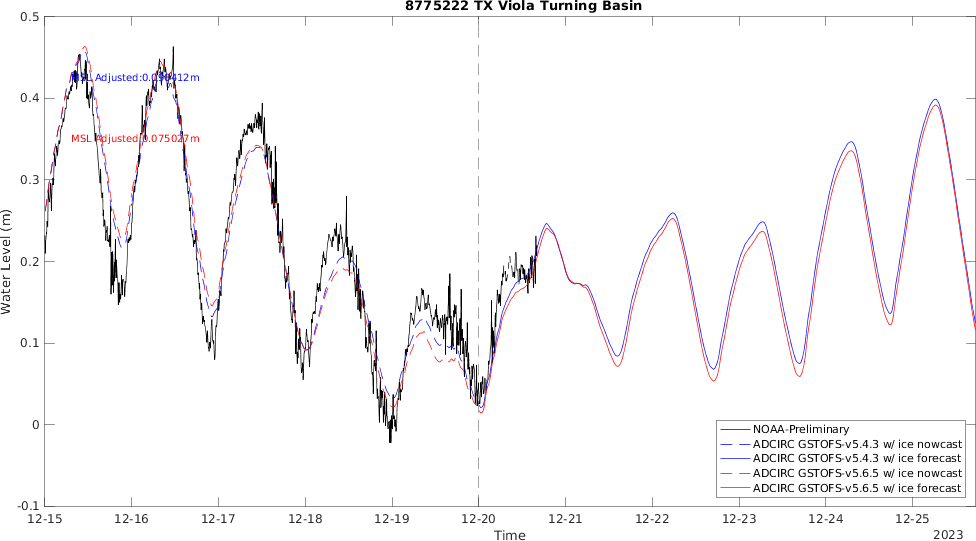 8775222 TX Viola Turning Basin
Water Level (m)
0.5
0.4
0.3
0.2
0.1
0
-0.1
MSL Adjusted:
MSL Adjusted:0.075027m
NOAA-Preliminary
ADCIRC GSTOFS-v5.4.3 w/ ice nowcast
ADCIRC GSTOFS-v5.4.3 w/ ice forecast
ADCIRC GSTOFS-v5.6.5 w/ ice nowcast
ADCIRC GSTOFS-v5.6.5 w/ ice forecast
12-15 12-16 12-17 12-18 12-19 12-20 12-21 12-22 12-23 12-24 12-25
Time
2023